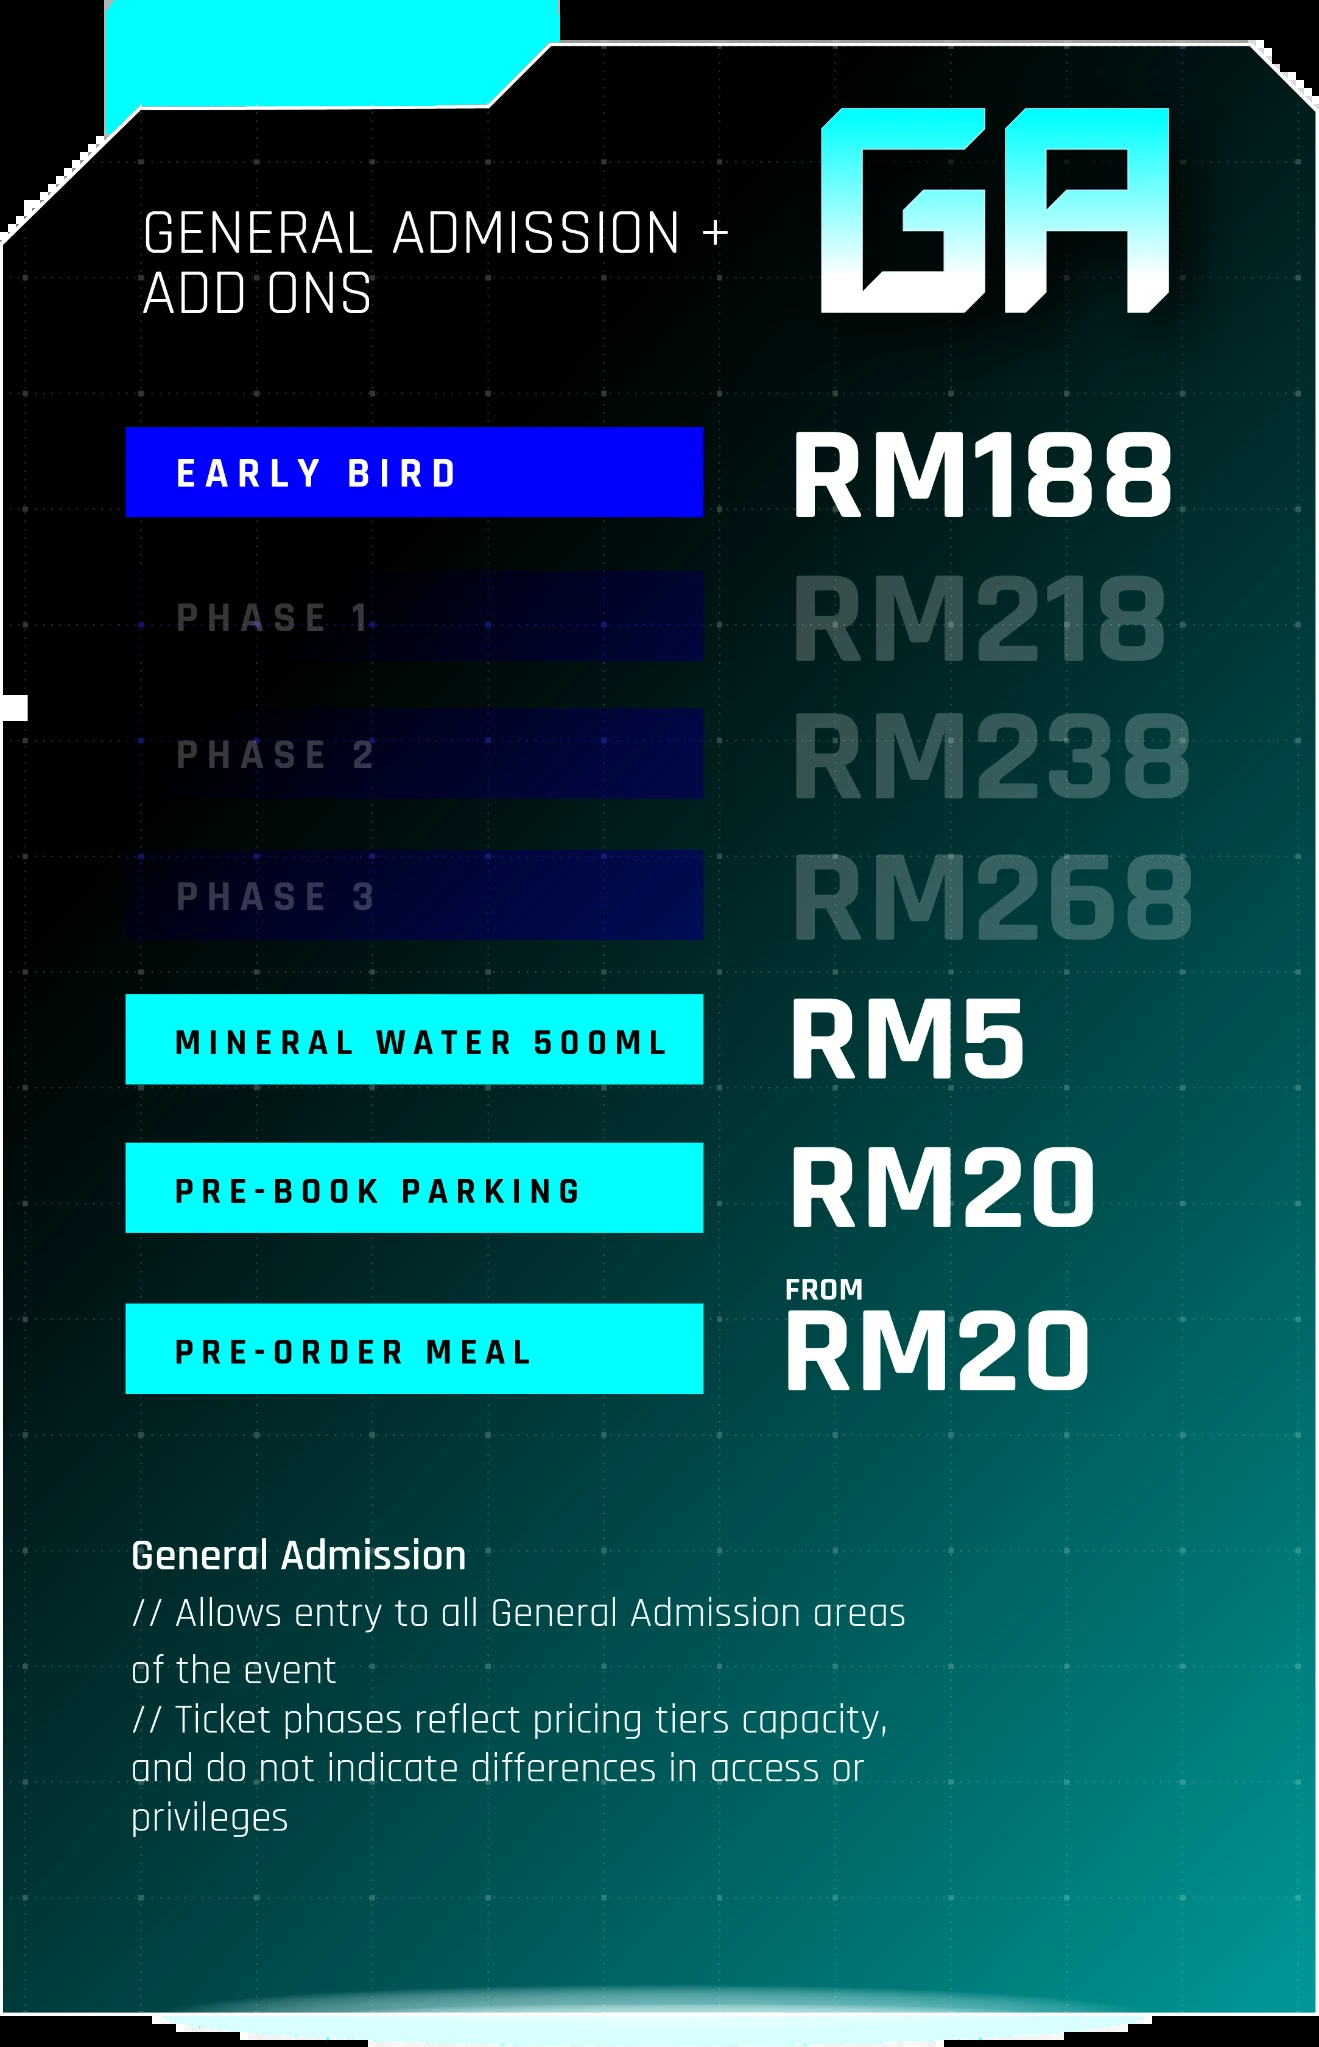 GA
GENERAL ADMISSION +
ADD ONS
EARLY BIRD RM188
PHASE 1 RM218
PHASE 2 RM238
PHASE 3 RM268
MINERAL WATER 500ML RM5
PRE-BOOK PARKING RM20
FROM
PRE-ORDER MEAL RM20
General Admission
// Allows entry to all General Admission areas
of the event
// Ticket phases reflect pricing tiers capacity,
and do not indicate differences in access or
privileges